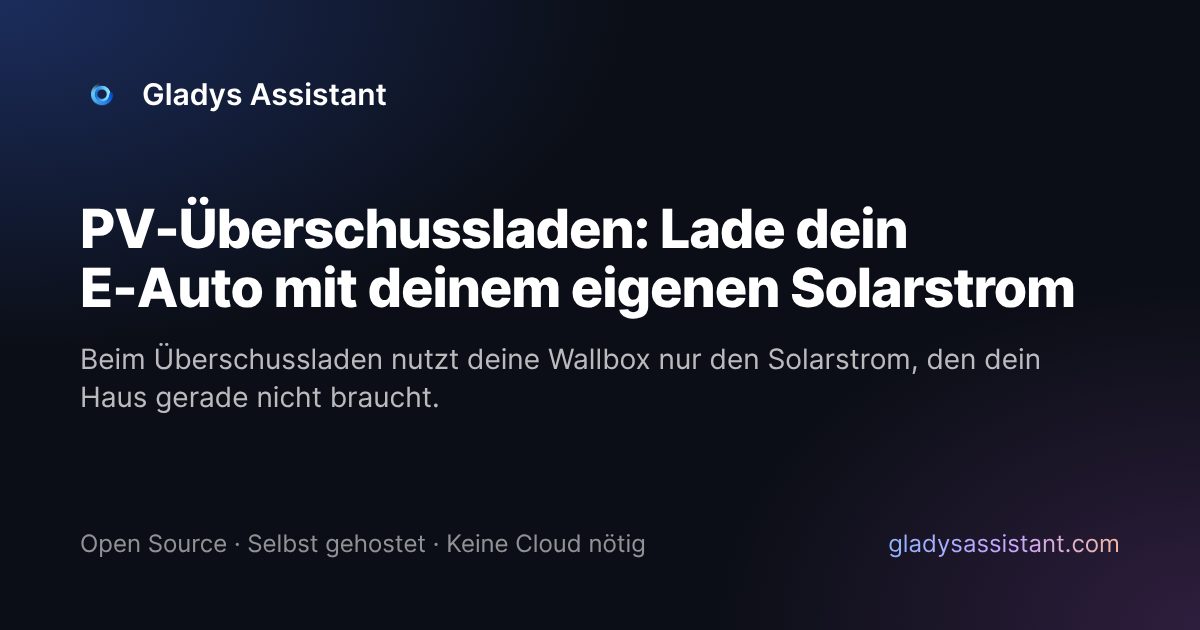 Gladys Assistant
PV-Überschussladen: Lade dein
E-Auto mit deinem eigenen Solarstrom
Beim Überschussladen nutzt deine Wallbox nur den Solarstrom, den dein
Haus gerade nicht braucht.
Open Source · Selbst gehostet · Keine Cloud nötig
gladysassistant.com